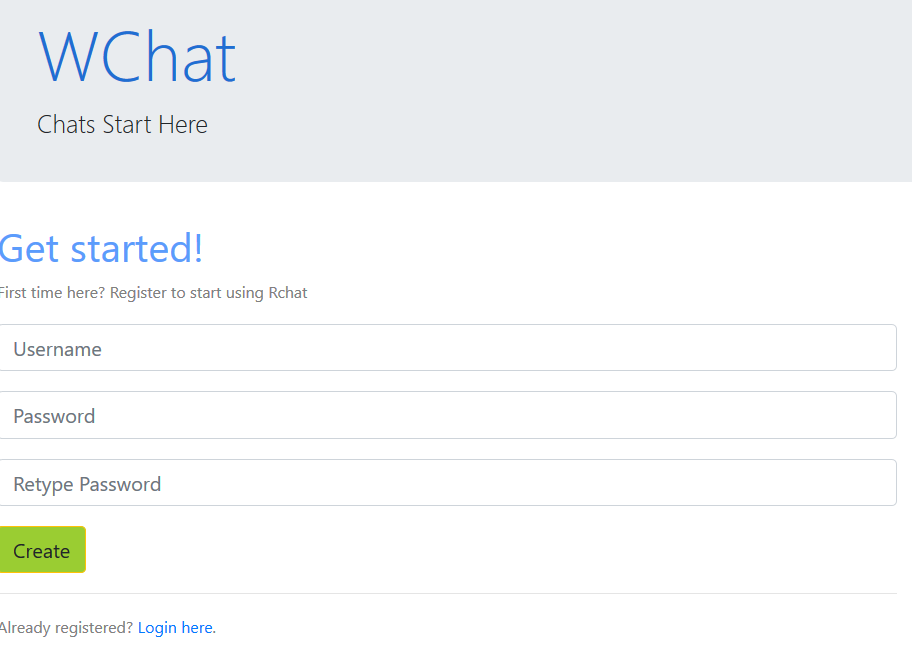 WChat
Chats Start Here
Get started!
First time here? Register to start using Rchat
Username
Password
Retype Password
Create
Already registered? Login here.